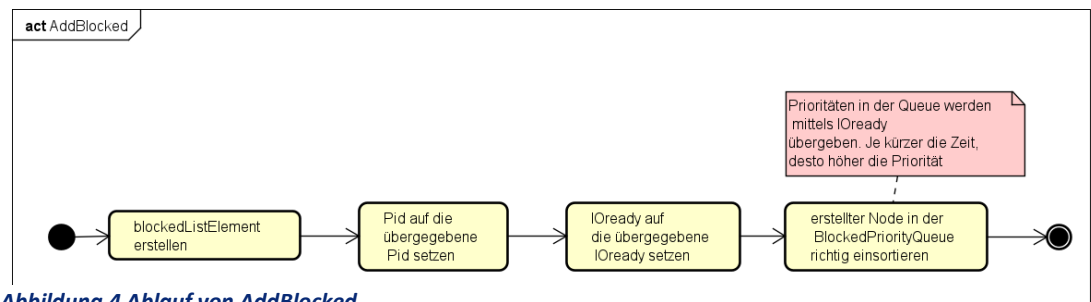 act AddBlocked
Prioritäten in der Queue werden
mittels IOready
übergeben. Je kürzer die Zeit,
desto höher die Priorität
blockedListElement
erstellen
Pid auf die
übergegebene
Pid setzen
IOready auf
die übergegebene
IOready setzen
erstellter Node in der
BlockedPriorityQueue
richtig einsortieren
Abbildung 4 Ablauf von AddBlocked